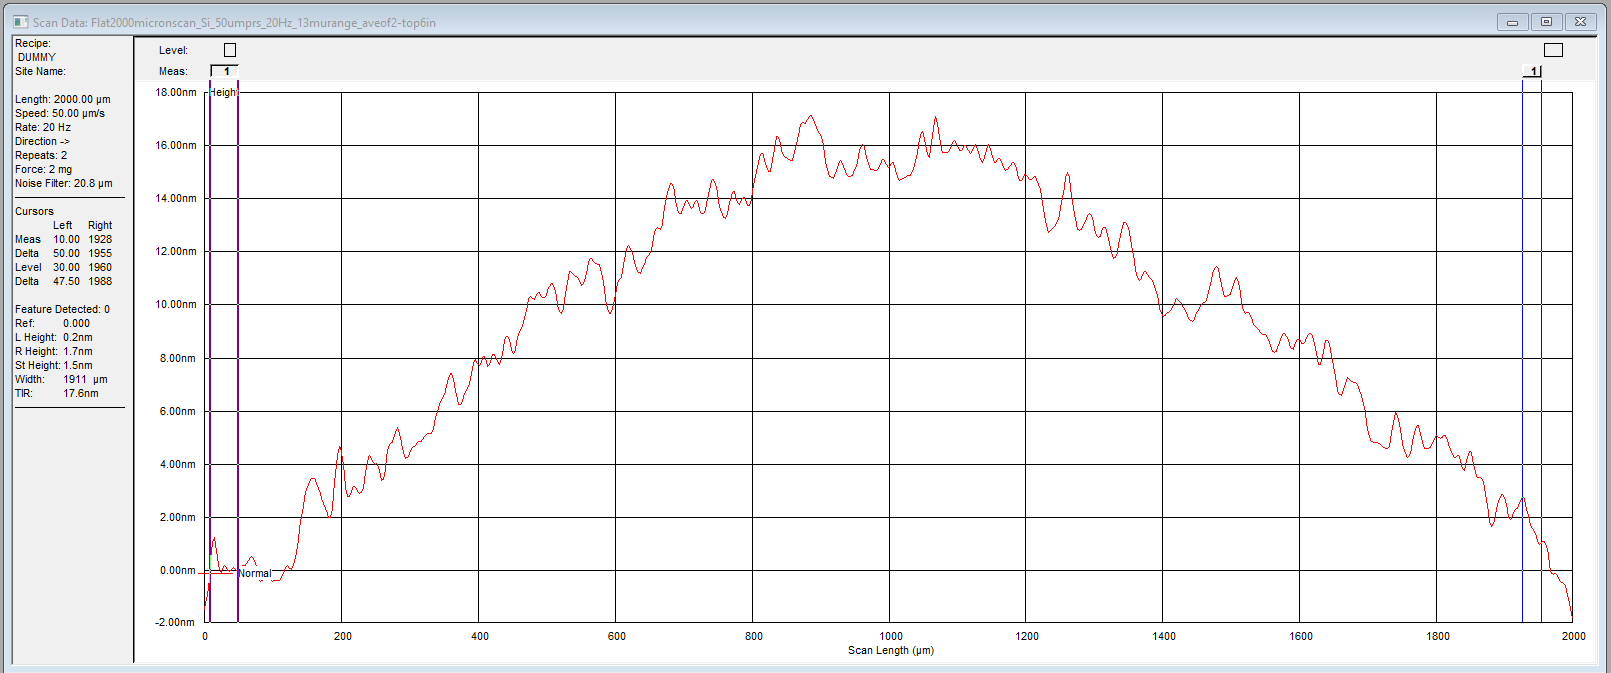 Scan Data: Flat2000micronscan_Si_50umprs_20Hz_13murange_aveof2-top6in
Recipe:
DUMMY
Site Name:
Length: 2000.00 µm
Speed: 50.00 µm/s
Rate: 20 Hz
Direction ->
Repeats: 2
Force: 2 mg
Noise Filter: 20.8 µm
Cursors
Left Right
Meas 10.00 1928
Delta 50.00 1955
Level 30.00 1960
Delta 47.50 1988
Feature Detected: 0
Ref: 0.000
L Height: 0.2nm
R Height: 1.7nm
St Height: 1.5nm
Width: 1911 µm
TIR: 17.6nm
Level:
Meas: 1 1
Height
18.00nm
16.00nm
14.00nm
12.00nm
10.00nm
8.00nm
6.00nm
4.00nm
2.00nm
0.00nm
Normal
-2.00nm
0 200 400 600 800 1000 1200 1400 1600 1800 2000
Scan Length (µm)